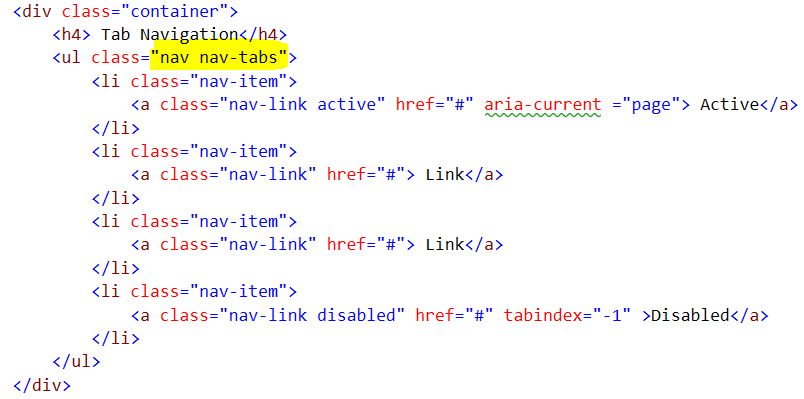 <div class="container">
    <h4> Tab Navigation</h4>
    <ul class="nav nav-tabs">
        <li class="nav-item">
            <a class="nav-link active" href="#" aria-current ="page"> Active</a>
        </li>
        <li class="nav-item">
            <a class="nav-link" href="#"> Link</a>
        </li>
        <li class="nav-item">
            <a class="nav-link" href="#"> Link</a>
        </li>
        <li class="nav-item">
            <a class="nav-link disabled" href="#" tabindex="-1" >Disabled</a>
        </li>
    </ul>
</div>